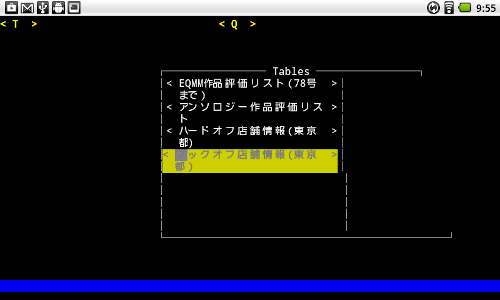 9:55
< T >
< Q >
Tables
< EQMM作品評価リスト(78号 >
まで)
< アンソロジー作品評価リス >
ト
< ハードオフ店舗情報(東京 >
都)
< ックオフ店舗情報(東京 >
都)